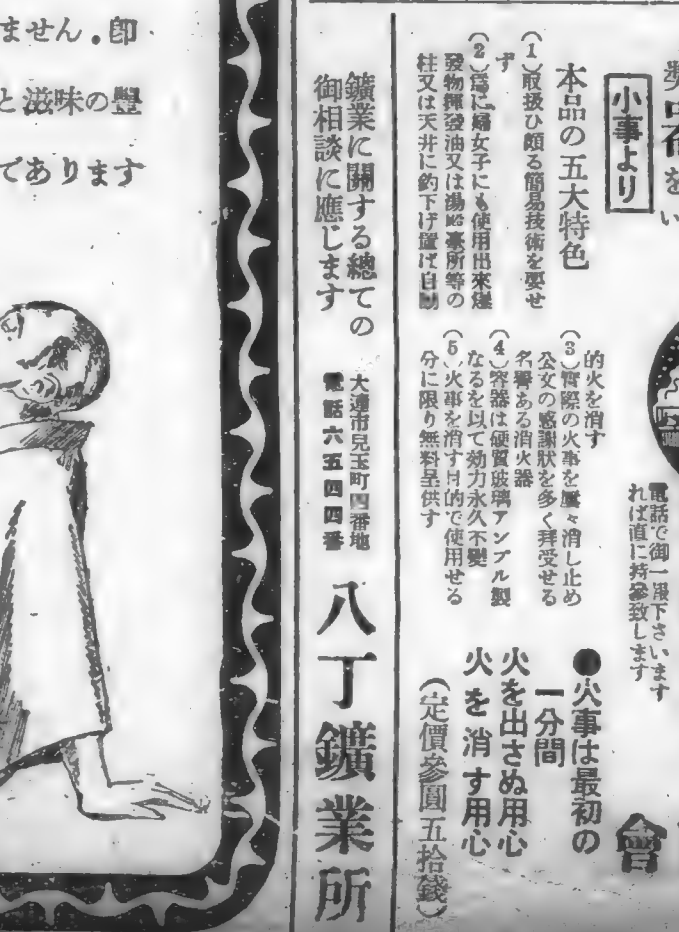 小事より
電話で御一報下さいます
れば直に持參致します
會
本品の五大特色
(1)取扱ひ頗る簡易技術を要せ
ず
(2)爲に婦女子にも使用出來爆
發物揮發油又は湯殿臺所等の
柱又は天井に釣下げ置けば自動
的火を消す
(3)實際の火事を屢々消し止め
公文の感謝狀を多く拜受せる
名譽ある消火器
(4)容器は硬質玻璃アンプル製
なるを以て効力永久不變
(5)火事を消す目的で使用せる
分に限り無料呈供す
●火事は最初の
一分間
火を出さぬ用心
火を消す用心
(定價參圓五拾錢)
鑛業に關する總ての
御相談に應じます
大連市兒玉町四番地
電話六五四四番
八丁鑛業所
ません。印
と滋味の豐
であります